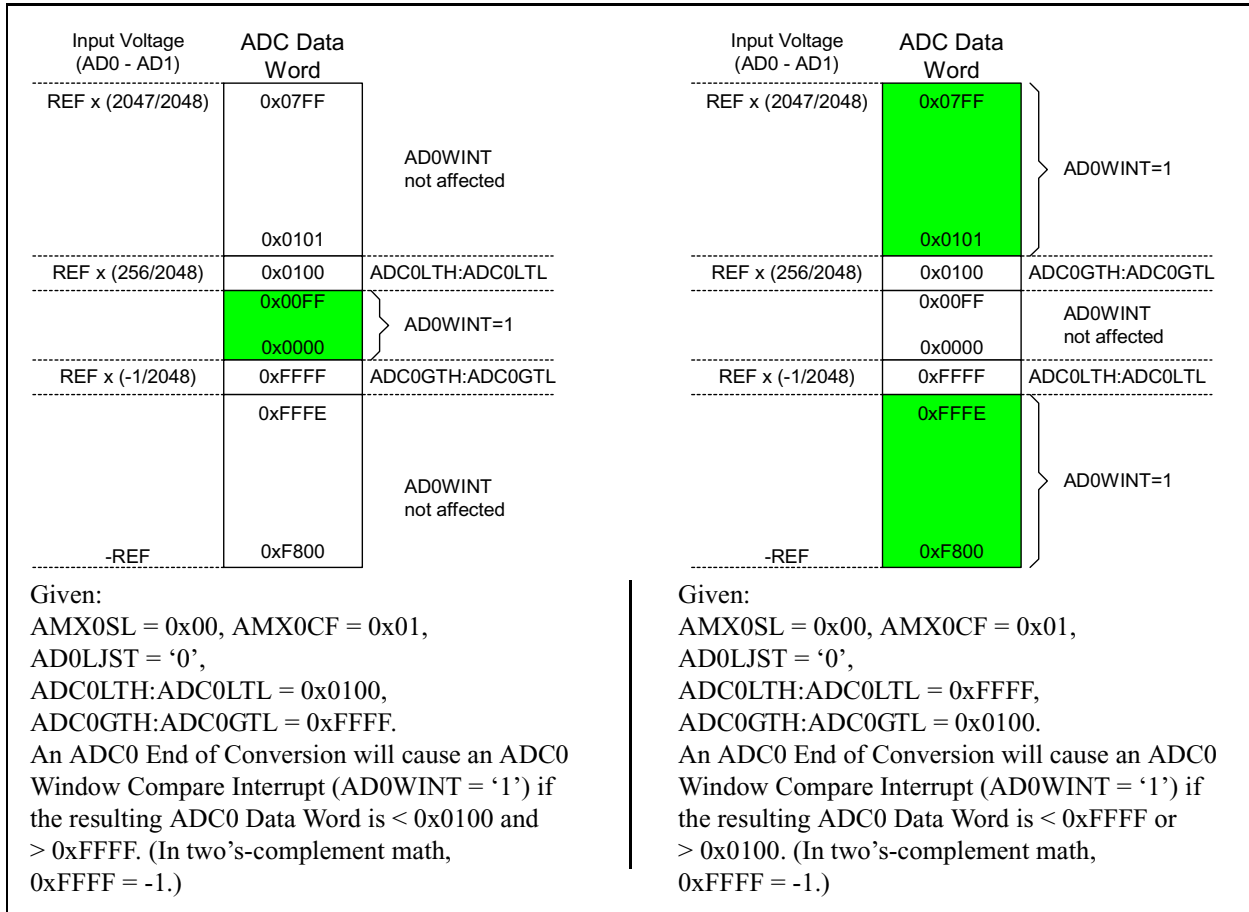 Input Voltage
(AD0 - AD1)
ADC Data
Word
REF x (2047/2048)
0x07FF
AD0WINT
not affected
0x0101
REF x (256/2048)
0x0100
ADC0LTH:ADC0LTL
0x00FF
AD0WINT=1
0x0000
REF x (-1/2048)
0xFFFF
ADC0GTH:ADC0GTL
0xFFFE
AD0WINT
not affected
-REF
0xF800
Given:
AMX0SL = 0x00, AMX0CF = 0x01,
AD0LJST = ‘0’,
ADC0LTH:ADC0LTL = 0x0100,
ADC0GTH:ADC0GTL = 0xFFFF.
An ADC0 End of Conversion will cause an ADC0
Window Compare Interrupt (AD0WINT = ‘1’) if
the resulting ADC0 Data Word is < 0x0100 and
> 0xFFFF. (In two’s-complement math,
0xFFFF = -1.)
Input Voltage
(AD0 - AD1)
ADC Data
Word
REF x (2047/2048)
0x07FF
AD0WINT=1
0x0101
REF x (256/2048)
0x0100
ADC0GTH:ADC0GTL
0x00FF
AD0WINT
not affected
0x0000
REF x (-1/2048)
0xFFFF
ADC0LTH:ADC0LTL
0xFFFE
AD0WINT=1
-REF
0xF800
Given:
AMX0SL = 0x00, AMX0CF = 0x01,
AD0LJST = ‘0’,
ADC0LTH:ADC0LTL = 0xFFFF,
ADC0GTH:ADC0GTL = 0x0100.
An ADC0 End of Conversion will cause an ADC0
Window Compare Interrupt (AD0WINT = ‘1’) if
the resulting ADC0 Data Word is < 0xFFFF or
> 0x0100. (In two’s-complement math,
0xFFFF = -1.)